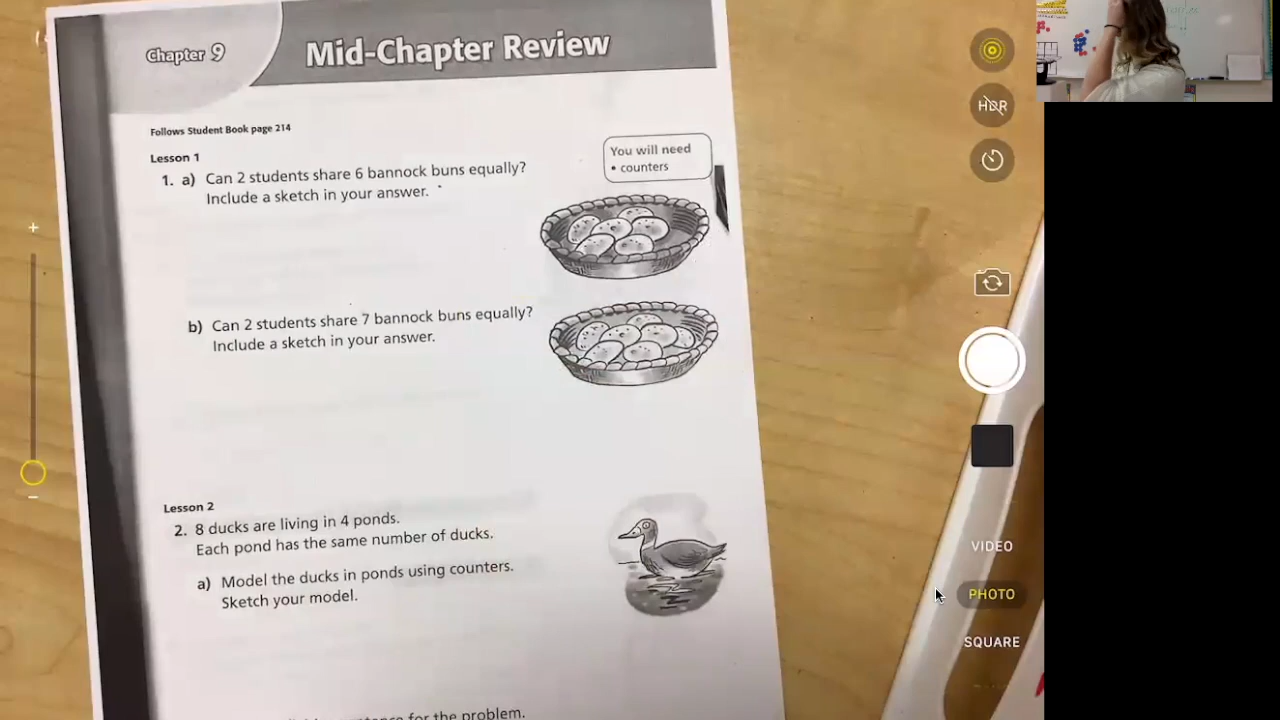 Chapter 9
Mid-Chapter Review
Follows Student Book page 214
Lesson 1
You will need
• counters
1. a) Can 2 students share 6 bannock buns equally?
Include a sketch in your answer.
b) Can 2 students share 7 bannock buns equally?
Include a sketch in your answer.
Lesson 2
2. 8 ducks are living in 4 ponds.
Each pond has the same number of ducks.
a) Model the ducks in ponds using counters.
Sketch your model.
for the problem.
HDR
VIDEO
PHOTO
SQUARE